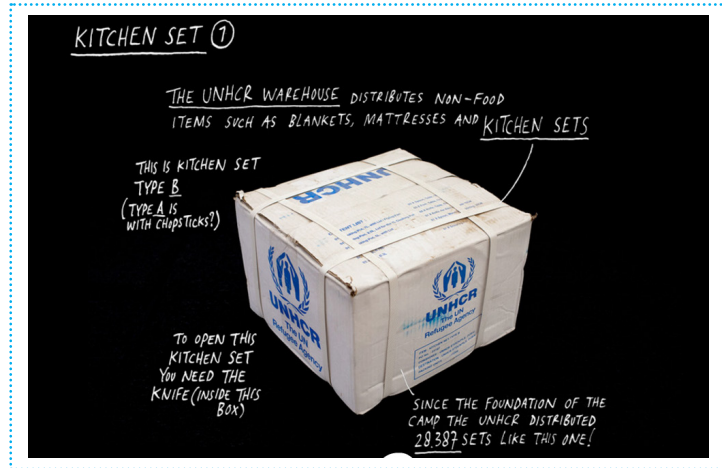 KITCHEN SET 1
THE UNHCR WAREHOUSE DISTRIBUTES NON-FOOD
ITEMS SUCH AS BLANKETS, MATTRESSES AND KITCHEN SETS
THIS IS KITCHEN SET
TYPE B
(TYPE A IS
WITH CHOPSTICKS?)
UNHCR
UNHCR
The UN
Refugee Agency
UNHCR
The UN
Refugee Agency
TO OPEN THIS
KITCHEN SET
YOU NEED THE
KNIFE (INSIDE THIS
BOX)
SINCE THE FOUNDATION OF THE
CAMP THE UNHCR DISTRIBUTED
28.387 SETS LIKE THIS ONE!